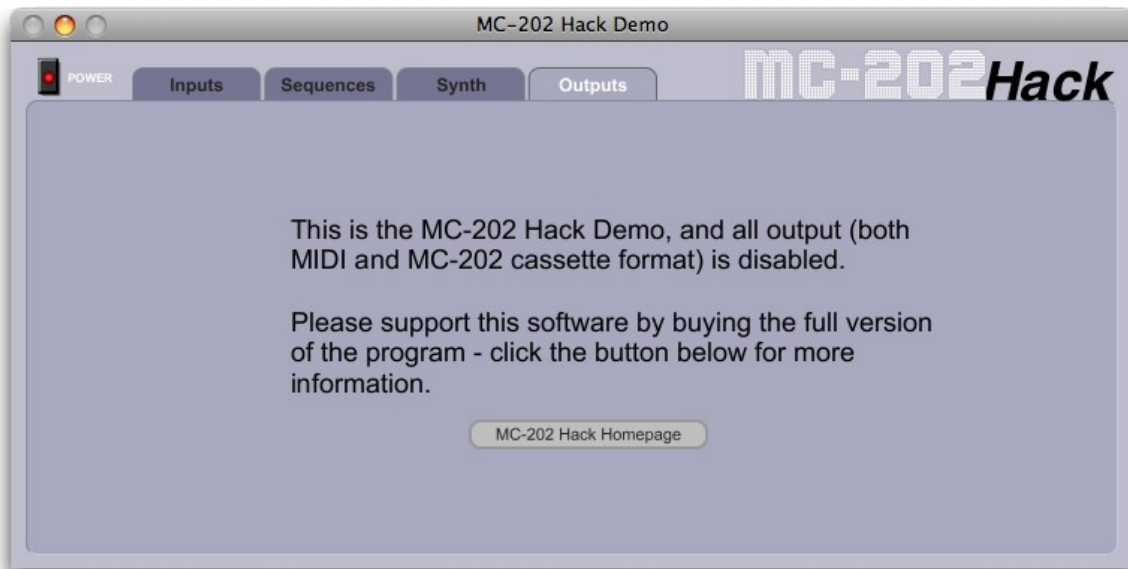 MC-202 Hack Demo
POWER
Inputs
Sequences
Synth
Outputs
MC-202 Hack
This is the MC-202 Hack Demo, and all output (both
MIDI and MC-202 cassette format) is disabled.
Please support this software by buying the full version
of the program - click the button below for more
information.
MC-202 Hack Homepage